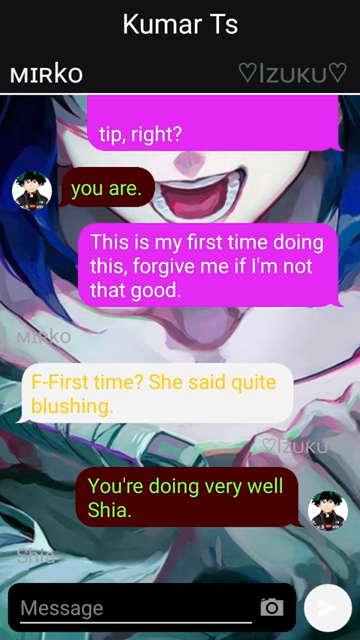 Kumar Ts
MIRKO
♡IZUKU♡
tip, right?
you are.
This is my first time doing
this, forgive me if I'm not
that good.
MIRKO
F-First time? She said quite
blushing.
♡IZUKU♡
You're doing very well
Shia.
Shia
Message